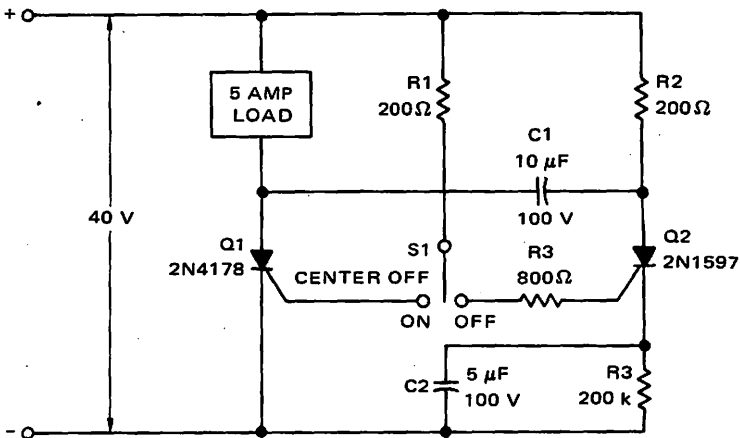 +
5 AMP
LOAD
R1
200Ω
R2
200Ω
C1
10 μF
100 V
40 V
Q1
2N4178
S1
CENTER OFF
ON OFF
R3
800Ω
Q2
2N1597
C2
5 μF
100 V
R3
200 k
-